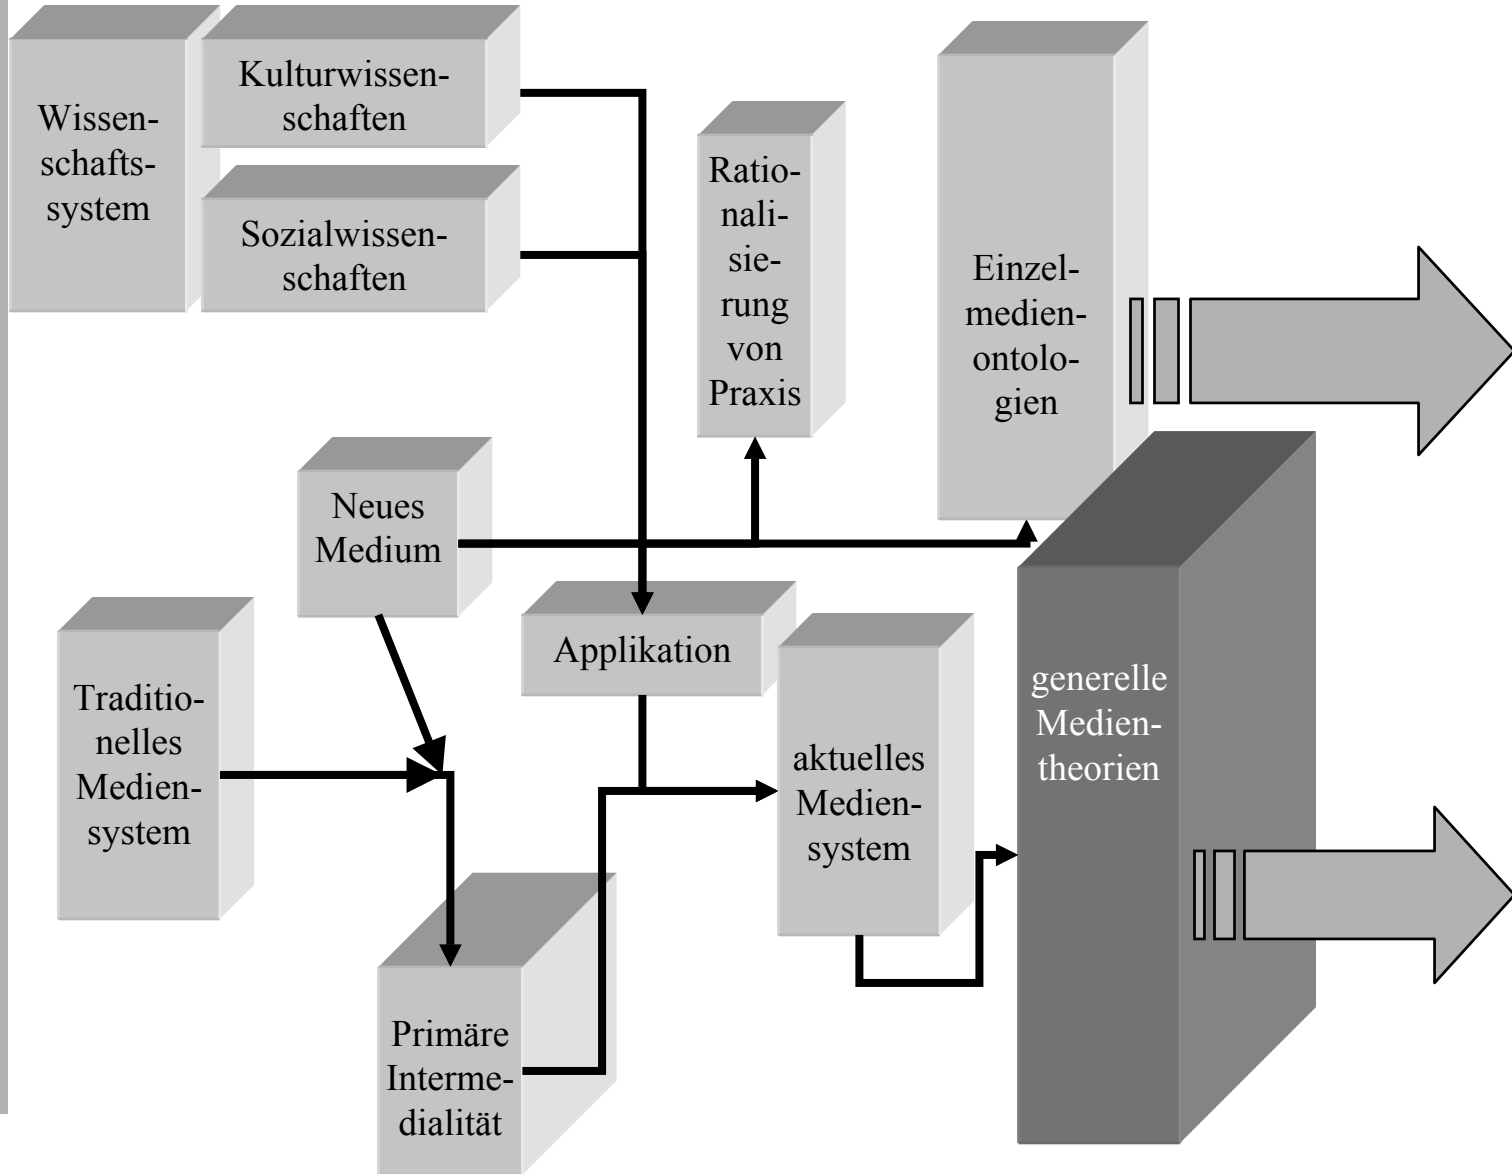 Wissen-
schafts-
system
Kulturwissen-
schaften
Sozialwissen-
schaften
Ratio-
nali-
sie-
rung
von
Praxis
Einzel-
medien-
ontolo-
gien
Neues
Medium
Applikation
Traditio-
nelles
Medien-
system
aktuelles
Medien-
system
generelle
Medien-
theorien
Primäre
Interme-
dialität